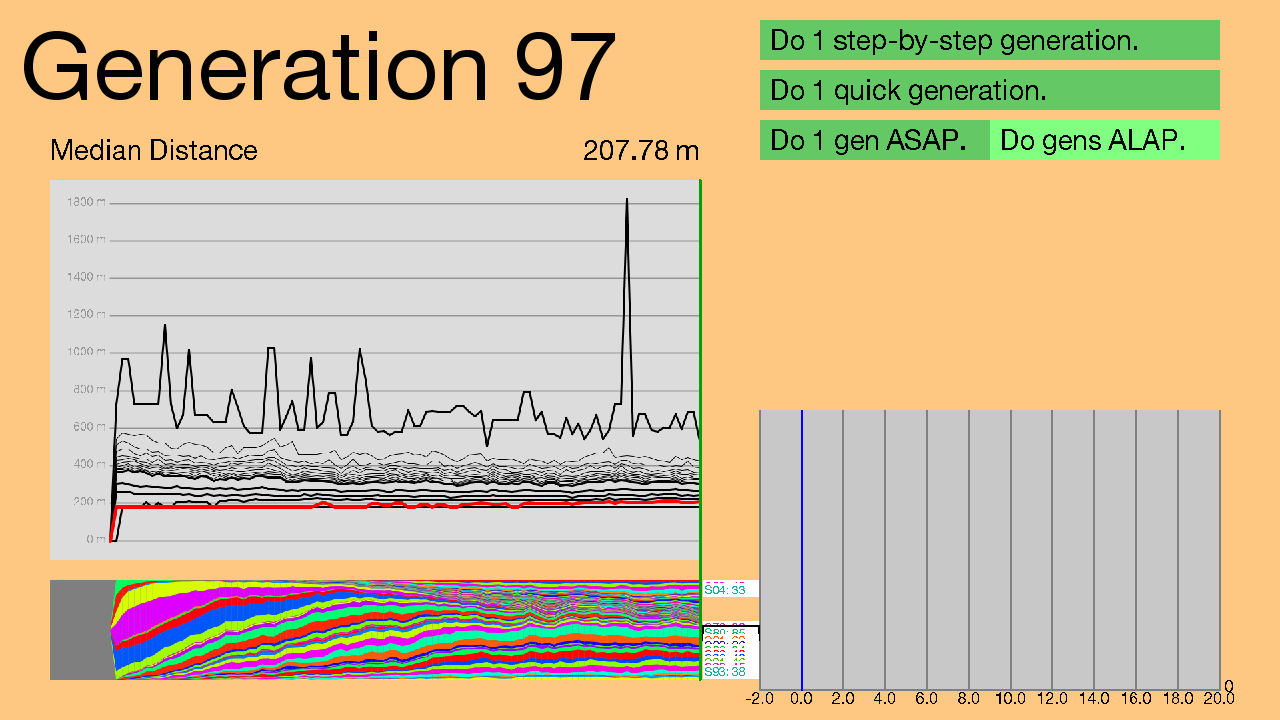 Generation 97
Do 1 step-by-step generation.
Do 1 quick generation.
Do 1 gen ASAP.
Do gens ALAP.
Median Distance
207.78 m
1800 m
1600 m
1400 m
1200 m
1000 m
800 m
600 m
400 m
200 m
0 m
S04: 33
S93: 38
0
-2.0 0.0 2.0 4.0 6.0 8.0 10.0 12.0 14.0 16.0 18.0 20.0